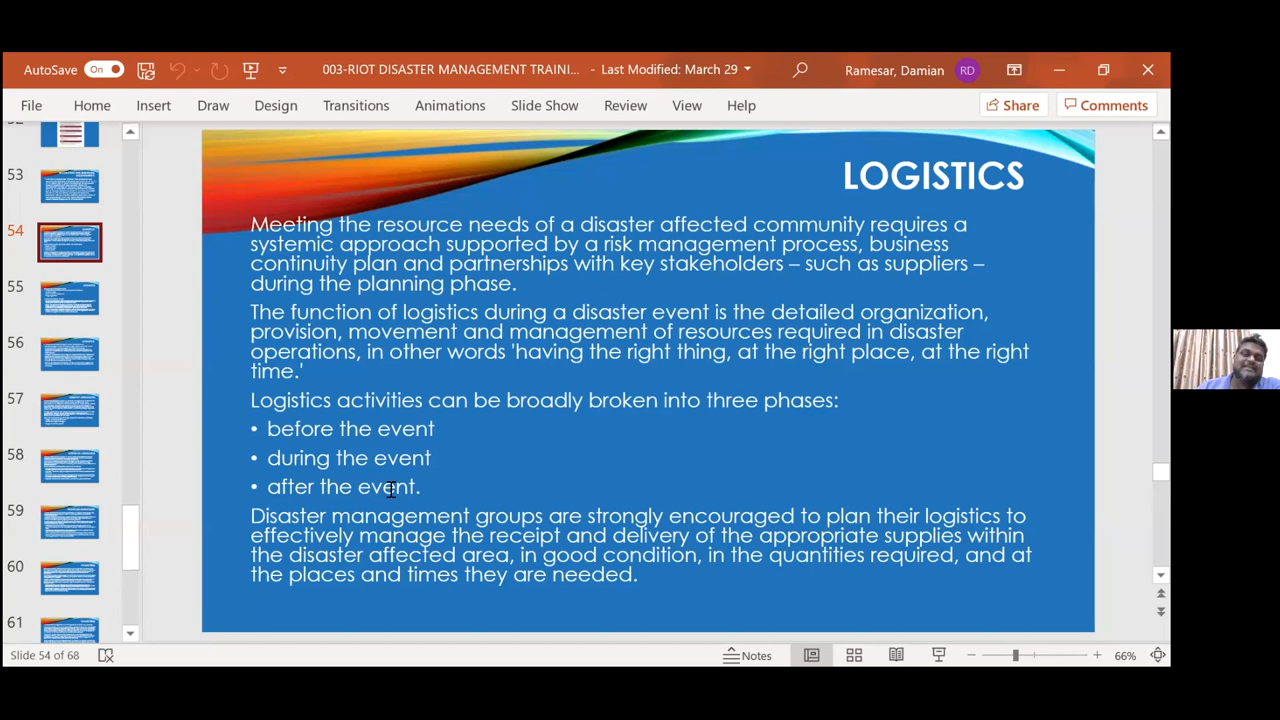 AutoSave On 003-RIOT DISASTER MANAGEMENT TRAINI... - Last Modified: March 29 Ramesar, Damian RD
File Home Insert Draw Design Transitions Animations Slide Show Review View Help Share Comments
LOGISTICS
Meeting the resource needs of a disaster affected community requires a
systemic approach supported by a risk management process, business
continuity plan and partnerships with key stakeholders – such as suppliers –
during the planning phase.
The function of logistics during a disaster event is the detailed organization,
provision, movement and management of resources required in disaster
operations, in other words 'having the right thing, at the right place, at the right
time.'
Logistics activities can be broadly broken into three phases:
• before the event
• during the event
• after the event.
Disaster management groups are strongly encouraged to plan their logistics to
effectively manage the receipt and delivery of the appropriate supplies within
the disaster affected area, in good condition, in the quantities required, and at
the places and times they are needed.
53
54
55
56
57
58
59
60
61
Slide 54 of 68 Notes 66%